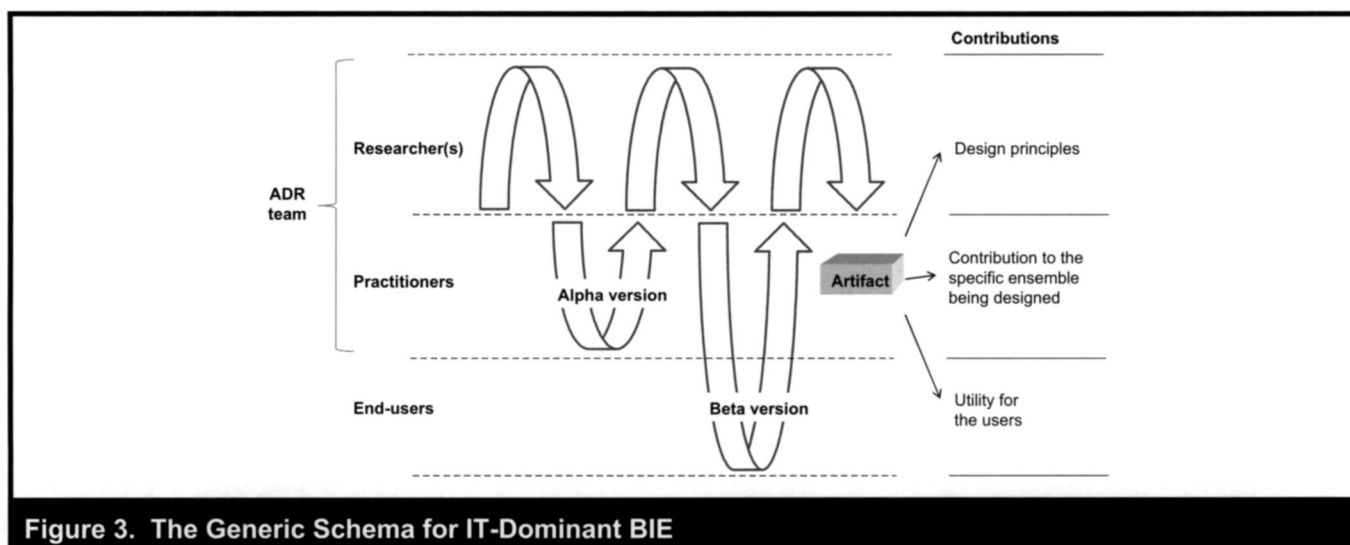 Contributions
Researcher(s)
Design principles
ADR
team
Practitioners
Alpha version
Artifact
Contribution to the
specific ensemble
being designed
End-users
Beta version
Utility for
the users
Figure 3. The Generic Schema for IT-Dominant BIE